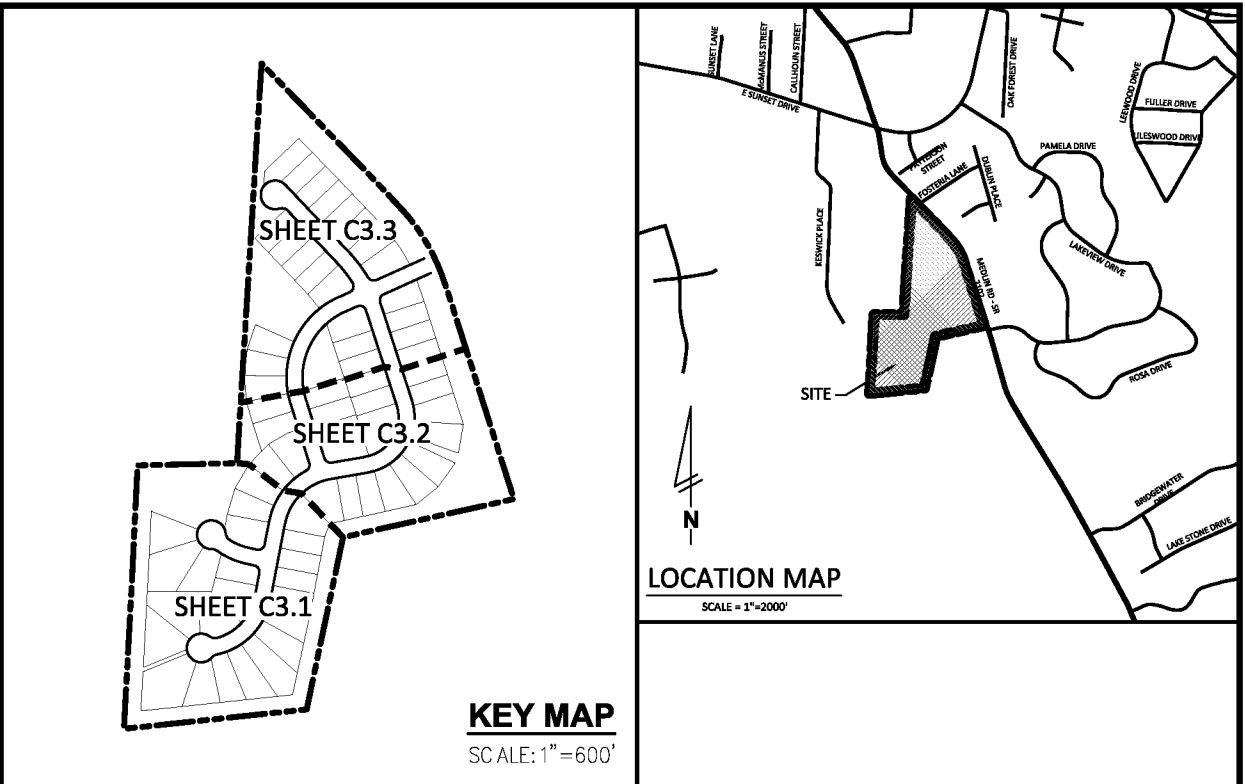 SHEET C3.3
SHEET C3.2
SHEET C3.1
KEY MAP
SCALE: 1"=600'
SUNSET LANE
McMANUS STREET
CALLHOUN STREET
E SUNSET DRIVE
OAK FOREST DRIVE
LEEWOOD DRIVE
FULLER DRIVE
LILESWOOD DRIVE
PATTERSON
STREET
FOSTERIA LANE
DUBLIN PLACE
PAMELA DRIVE
KESWICK PLACE
LAKEVIEW DRIVE
MEDLIN RD - SR
ROSA DRIVE
SITE
N
BRIDGEWATER
DRIVE
LAKE STONE DRIVE
LOCATION MAP
SCALE = 1"=2000'